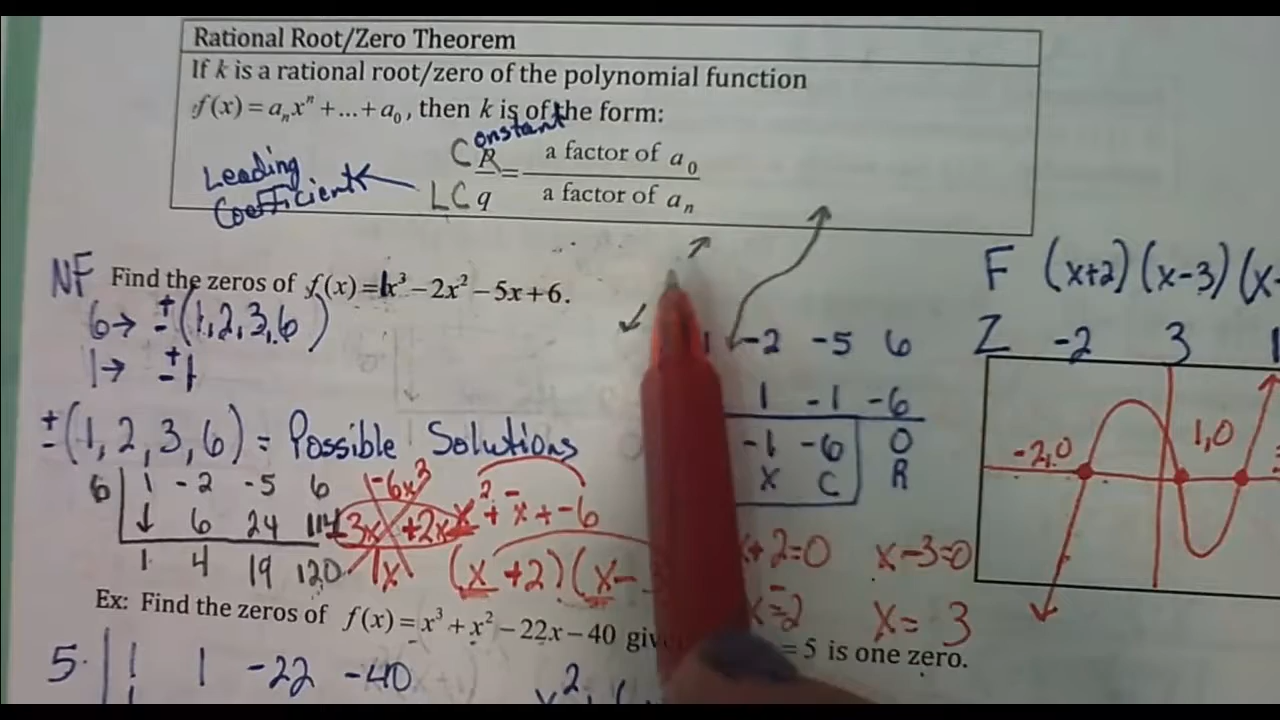 Rational Root/Zero Theorem
If k is a rational root/zero of the polynomial function
f(x) = aₙxⁿ + ... + a₀, then k is of the form:
Constant
C P = a factor of a₀
LC q a factor of aₙ
Leading
Coefficient
NF Find the zeros of f(x) = 1x³ − 2x² − 5x + 6.
6 → ± (1, 2, 3, 6)
1 → ± 1
± (1, 2, 3, 6) = Possible Solutions
6 | 1 -2 -5 6
↓ 6 24 114
1 4 19 120
-6x²
-3x +2x
-1x
x² + -x + -6
(x +2)(x-
1 -2 -5 6
1 -1 -6
-1 -6 0
X C R
x+2=0 x-3=0
x=-2 x= 3
F (x+2)(x-3)(x-
Z -2 3 1
-2,0
1,0
Ex: Find the zeros of f(x) = x³ + x² − 22x − 40 = 5 is one zero.
5 | 1 1 -22 -40